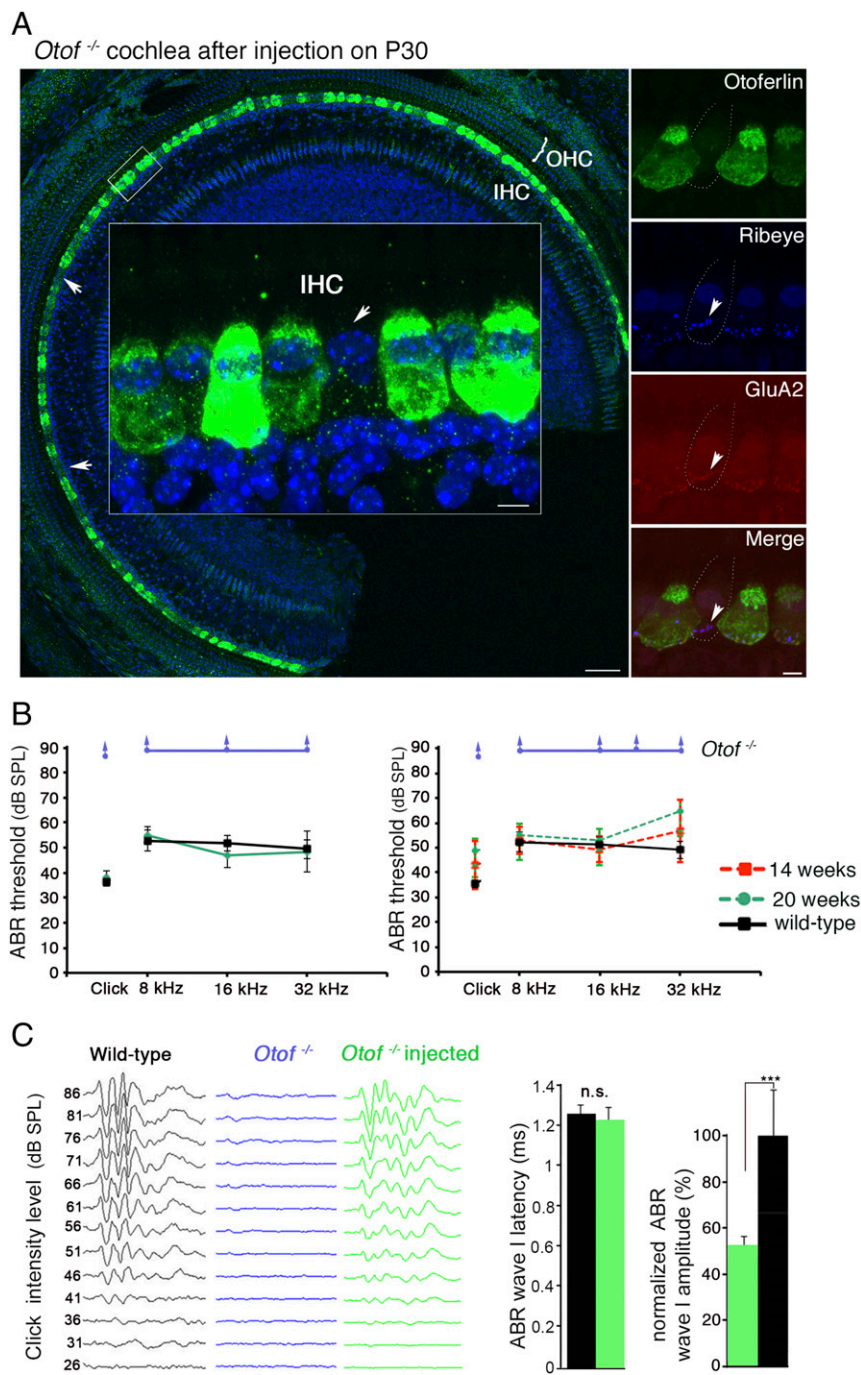 A
Otof -/- cochlea after injection on P30
OHC
IHC
IHC
Otoferlin
Ribeye
GluA2
Merge
B
ABR threshold (dB SPL)
90
80
70
60
50
40
30
20
10
0
Click 8 kHz 16 kHz 32 kHz
ABR threshold (dB SPL)
90
80
70
60
50
40
30
20
10
0
Click 8 kHz 16 kHz 32 kHz
Otof -/-
14 weeks
20 weeks
wild-type
C
Wild-type
Otof -/-
Otof -/- injected
Click intensity level (dB SPL)
86
81
76
71
66
61
56
51
46
41
36
31
26
ABR wave I latency (ms)
1.4
1.2
1
0.8
0.6
0.4
1.2
0
n.s.
normalized ABR
wave I amplitude (%)
100
80
60
40
20
0
***